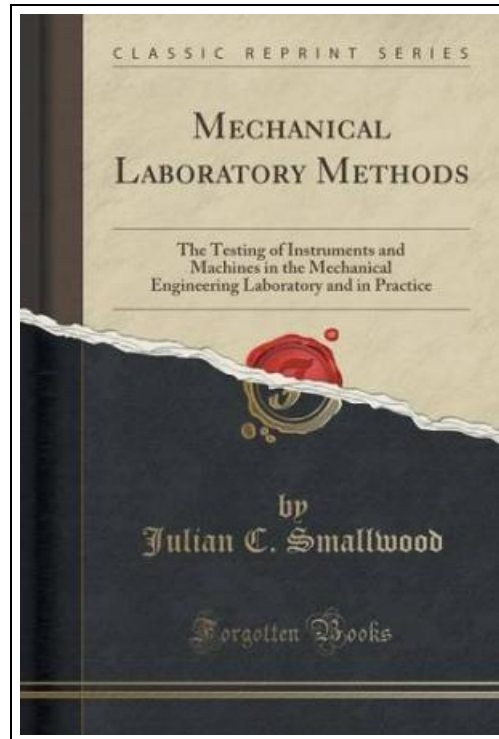 CLASSIC REPRINT SERIES
MECHANICAL
LABORATORY METHODS
The Testing of Instruments and
Machines in the Mechanical
Engineering Laboratory and in Practice
by
Julian C. Smallwood
Forgotten Books